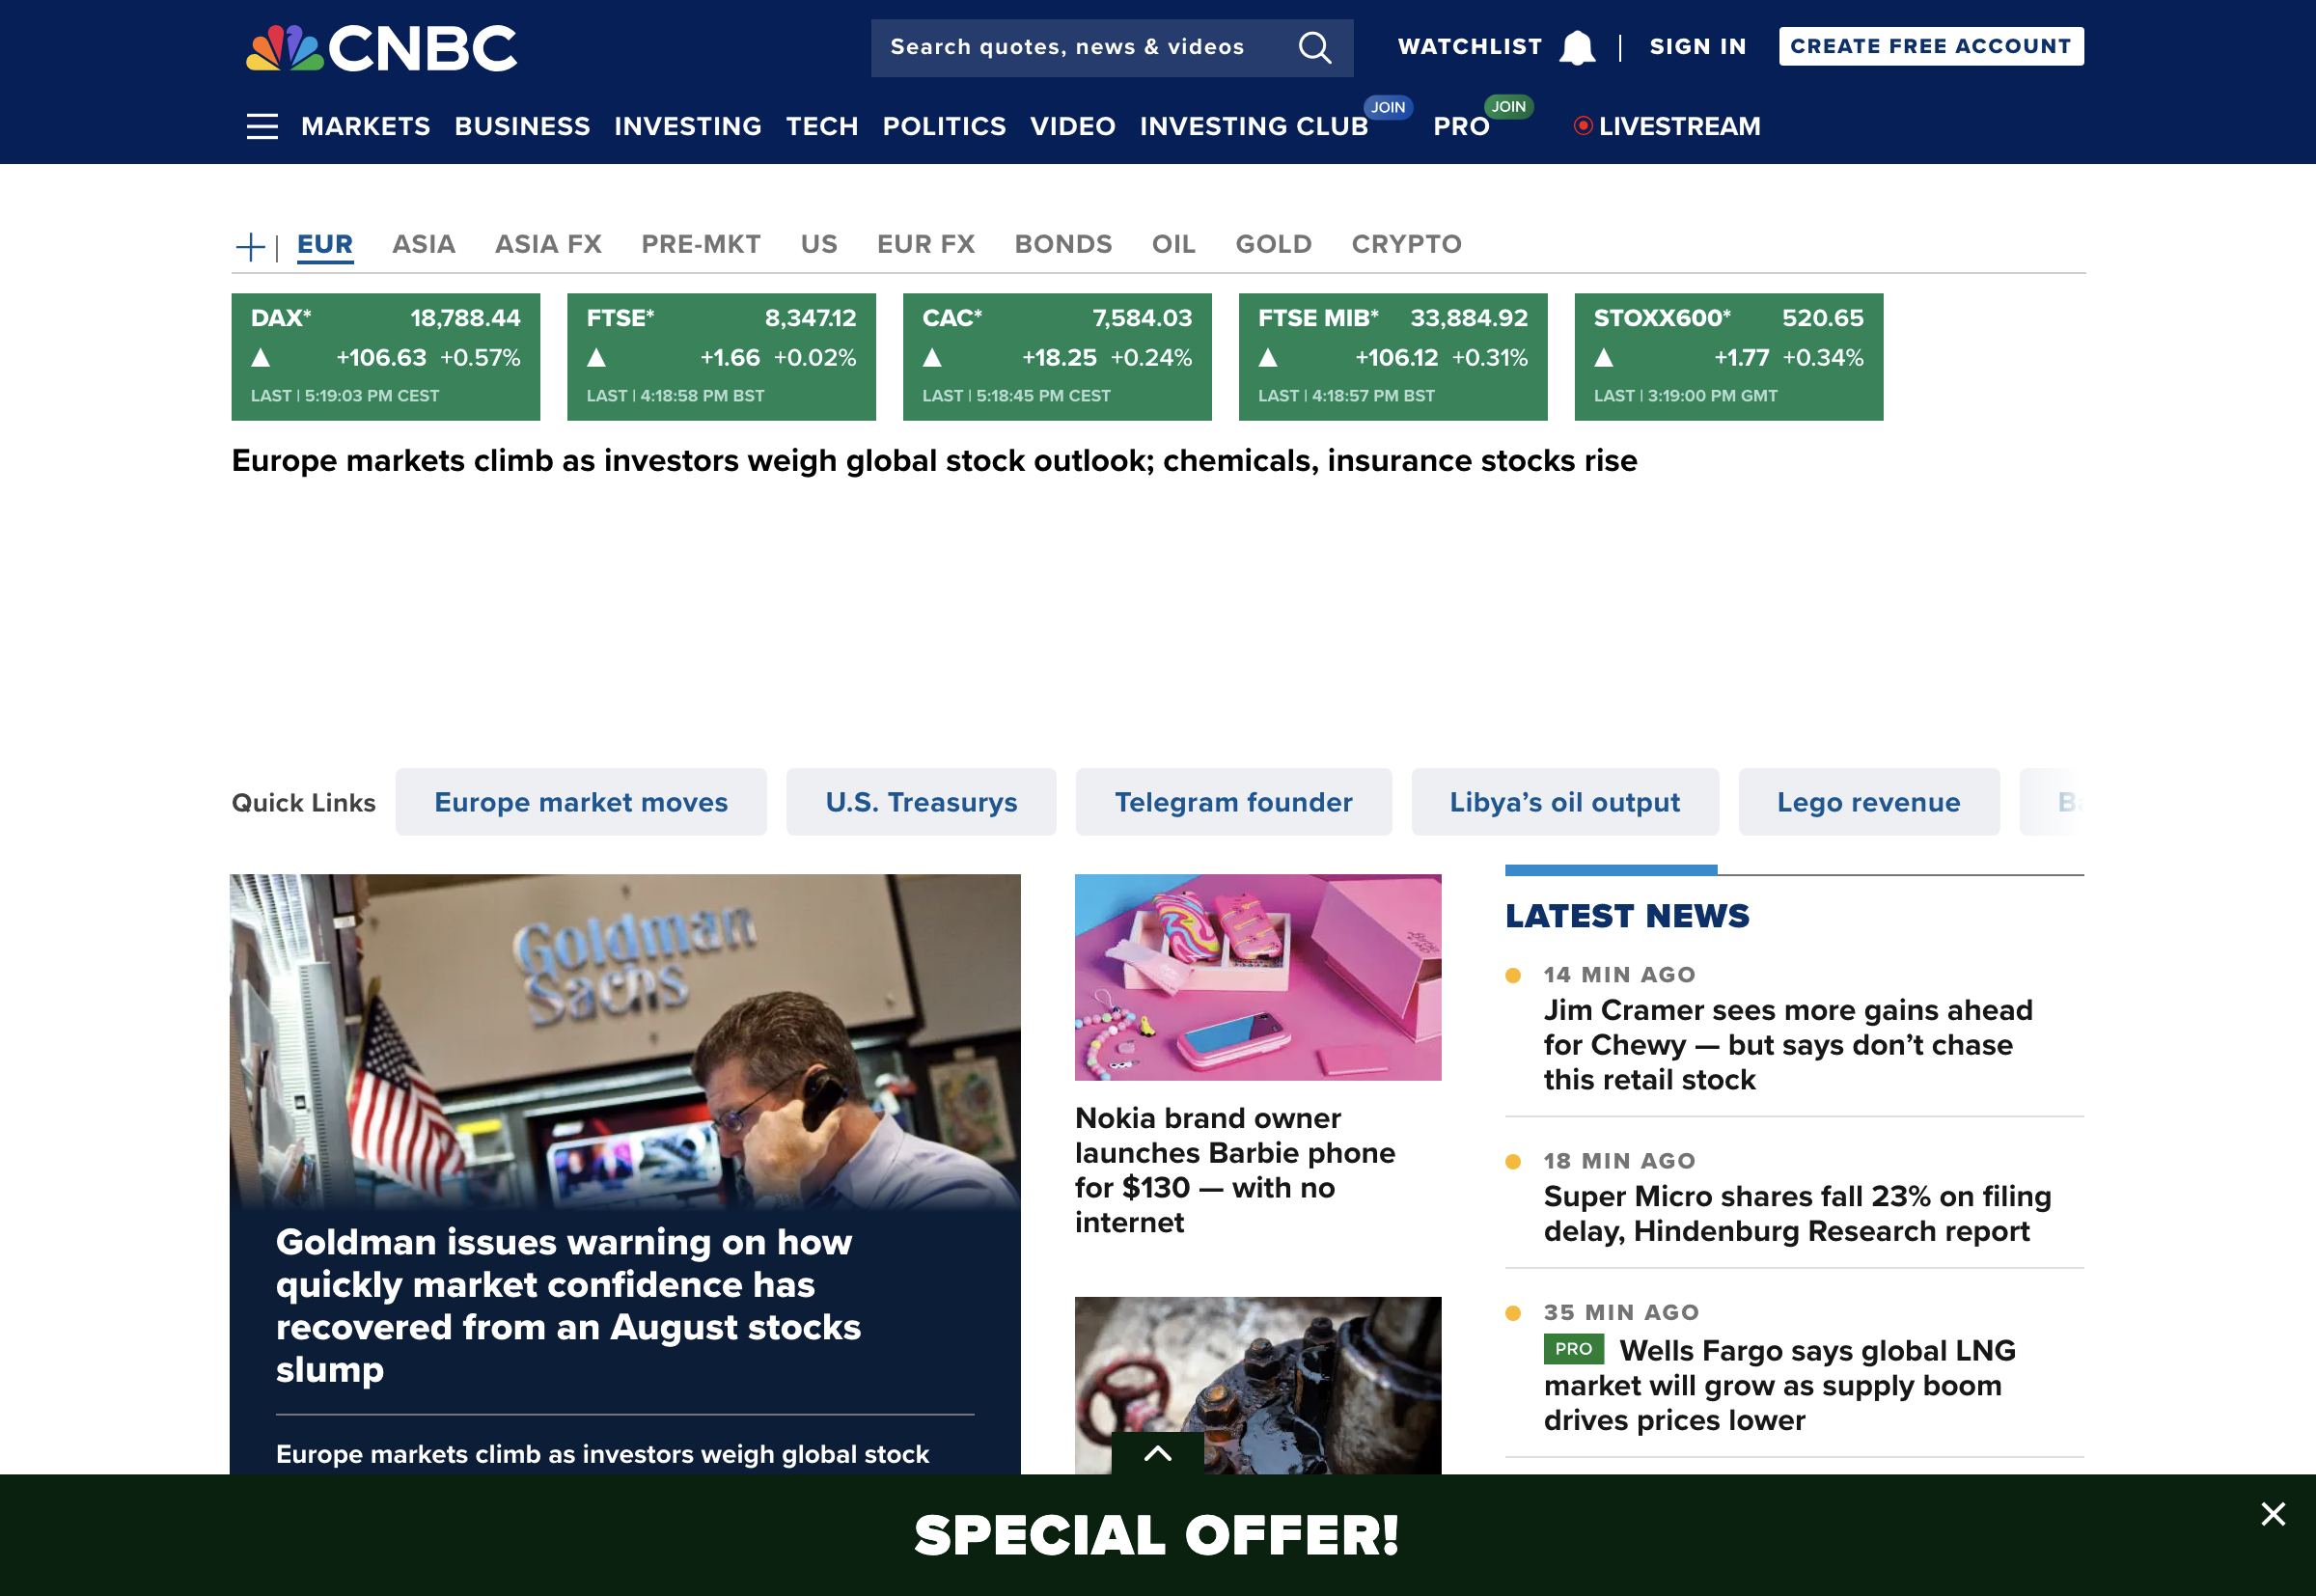 CNBC
Search quotes, news & videos
WATCHLIST
SIGN IN
CREATE FREE ACCOUNT
MARKETS BUSINESS INVESTING TECH POLITICS VIDEO INVESTING CLUB JOIN PRO JOIN LIVESTREAM
EUR ASIA ASIA FX PRE-MKT US EUR FX BONDS OIL GOLD CRYPTO
DAX* 18,788.44
+106.63 +0.57%
LAST | 5:19:03 PM CEST
FTSE* 8,347.12
+1.66 +0.02%
LAST | 4:18:58 PM BST
CAC* 7,584.03
+18.25 +0.24%
LAST | 5:18:45 PM CEST
FTSE MIB* 33,884.92
+106.12 +0.31%
LAST | 4:18:57 PM BST
STOXX600* 520.65
+1.77 +0.34%
LAST | 3:19:00 PM GMT
Europe markets climb as investors weigh global stock outlook; chemicals, insurance stocks rise
Quick Links
Europe market moves
U.S. Treasurys
Telegram founder
Libya’s oil output
Lego revenue
Goldman
Sachs
Goldman issues warning on how
quickly market confidence has
recovered from an August stocks
slump
Europe markets climb as investors weigh global stock
Nokia brand owner
launches Barbie phone
for $130 — with no
internet
LATEST NEWS
14 MIN AGO
Jim Cramer sees more gains ahead
for Chewy — but says don’t chase
this retail stock
18 MIN AGO
Super Micro shares fall 23% on filing
delay, Hindenburg Research report
35 MIN AGO
PRO Wells Fargo says global LNG
market will grow as supply boom
drives prices lower
SPECIAL OFFER!